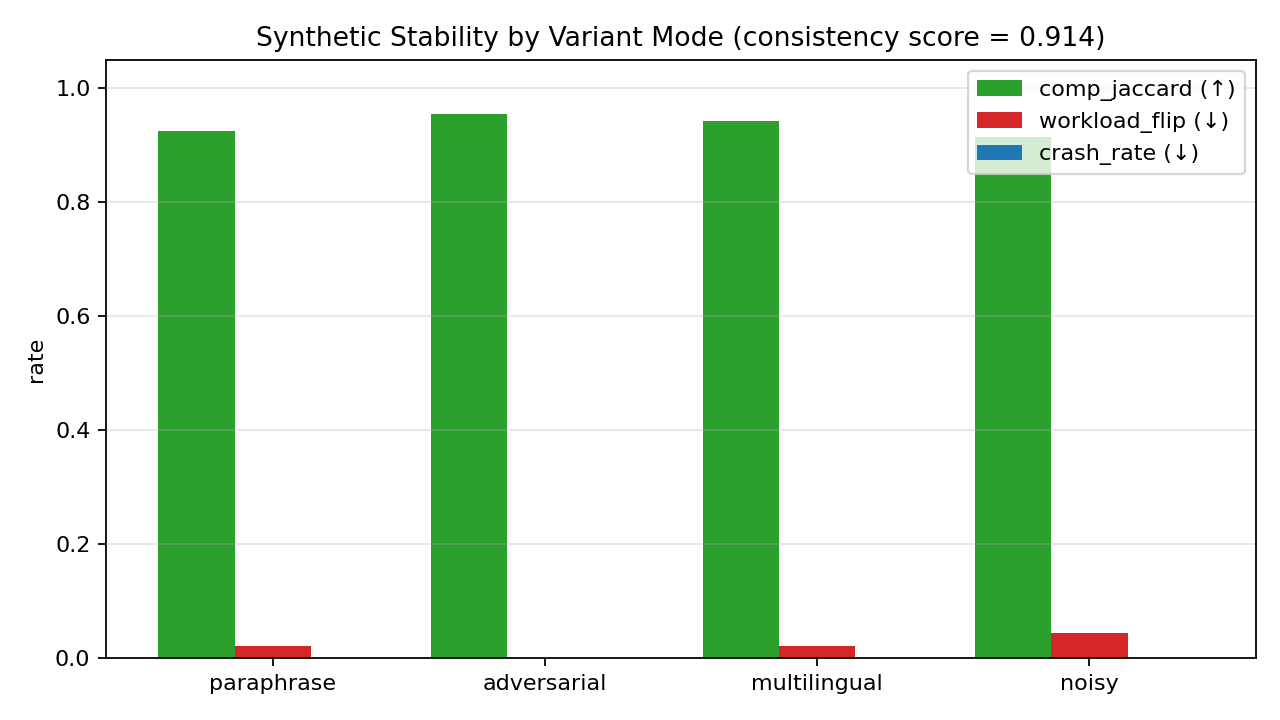 Synthetic Stability by Variant Mode (consistency score = 0.914)
comp_jaccard (↑)
workload_flip (↓)
crash_rate (↓)
rate
1.0
0.8
0.6
0.4
0.2
0.0
paraphrase adversarial multilingual noisy